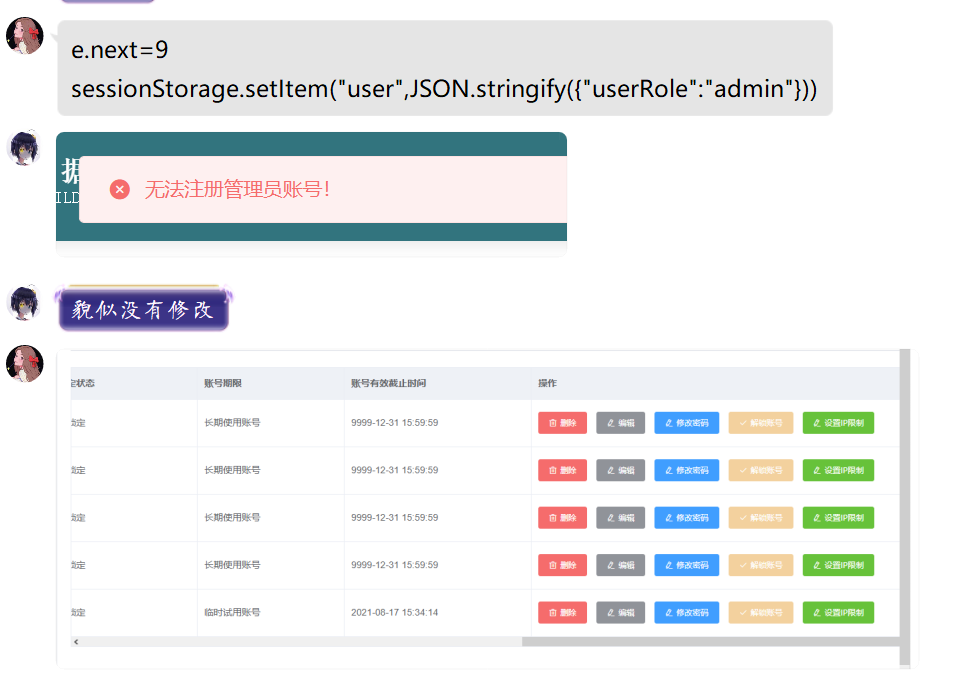 e.next=9
sessionStorage.setItem("user",JSON.stringify({"userRole":"admin"}))
据
无法注册管理员账号!
ILD
貌似没有修改
定状态 账号期限 账号有效截止时间 操作
锁定 长期使用账号 9999-12-31 15:59:59 删除 编辑 修改密码 解锁账号 设置IP限制
锁定 长期使用账号 9999-12-31 15:59:59 删除 编辑 修改密码 解锁账号 设置IP限制
锁定 长期使用账号 9999-12-31 15:59:59 删除 编辑 修改密码 解锁账号 设置IP限制
锁定 长期使用账号 9999-12-31 15:59:59 删除 编辑 修改密码 解锁账号 设置IP限制
锁定 临时试用账号 2021-08-17 15:34:14 删除 编辑 修改密码 解锁账号 设置IP限制